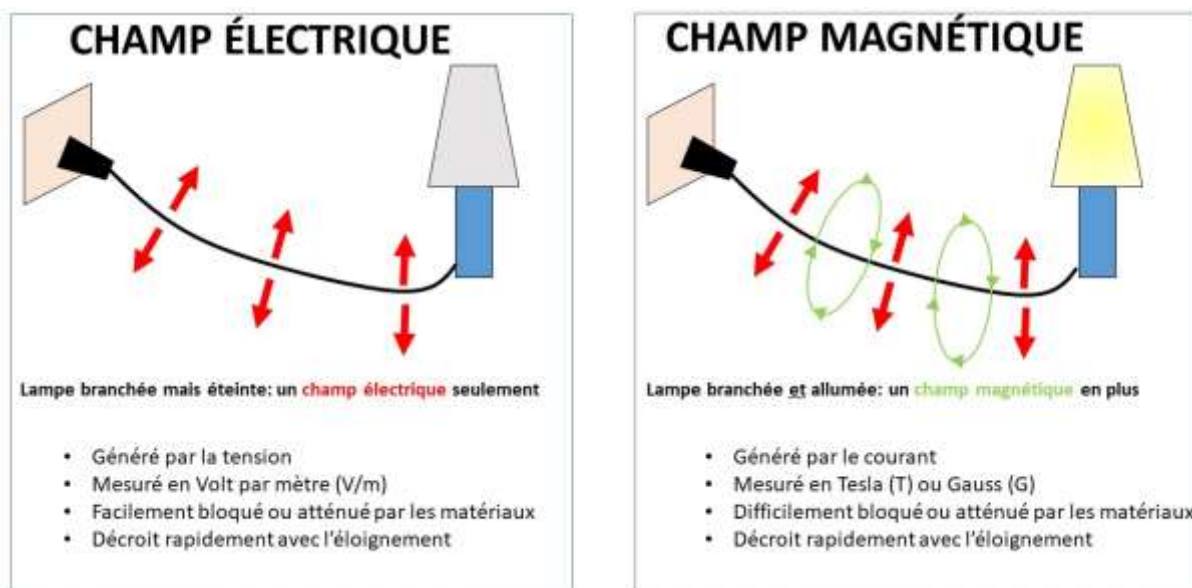 CHAMP ÉLECTRIQUE
Lampe branchée mais éteinte: un champ électrique seulement
• Généré par la tension
• Mesuré en Volt par mètre (V/m)
• Facilement bloqué ou atténué par les matériaux
• Décroit rapidement avec l'éloignement
CHAMP MAGNÉTIQUE
Lampe branchée et allumée: un champ magnétique en plus
• Généré par le courant
• Mesuré en Tesla (T) ou Gauss (G)
• Difficilement bloqué ou atténué par les matériaux
• Décroit rapidement avec l'éloignement